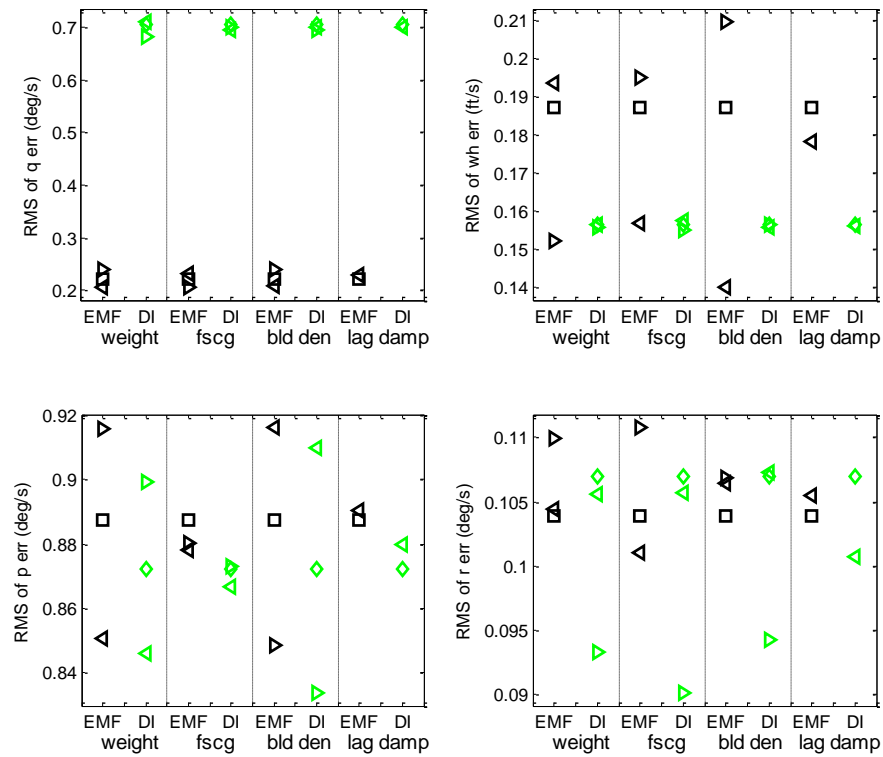 0.7
0.6
0.5
0.4
0.3
0.2
RMS of q err (deg/s)
EMF DI EMF DI EMF DI EMF DI
weight fscg bld den lag damp
0.21
0.2
0.19
0.18
0.17
0.16
0.15
0.14
RMS of wh err (ft/s)
EMF DI EMF DI EMF DI EMF DI
weight fscg bld den lag damp
0.92
0.9
0.88
0.86
0.84
RMS of p err (deg/s)
EMF DI EMF DI EMF DI EMF DI
weight fscg bld den lag damp
0.11
0.105
0.1
0.095
0.09
RMS of r err (deg/s)
EMF DI EMF DI EMF DI EMF DI
weight fscg bld den lag damp